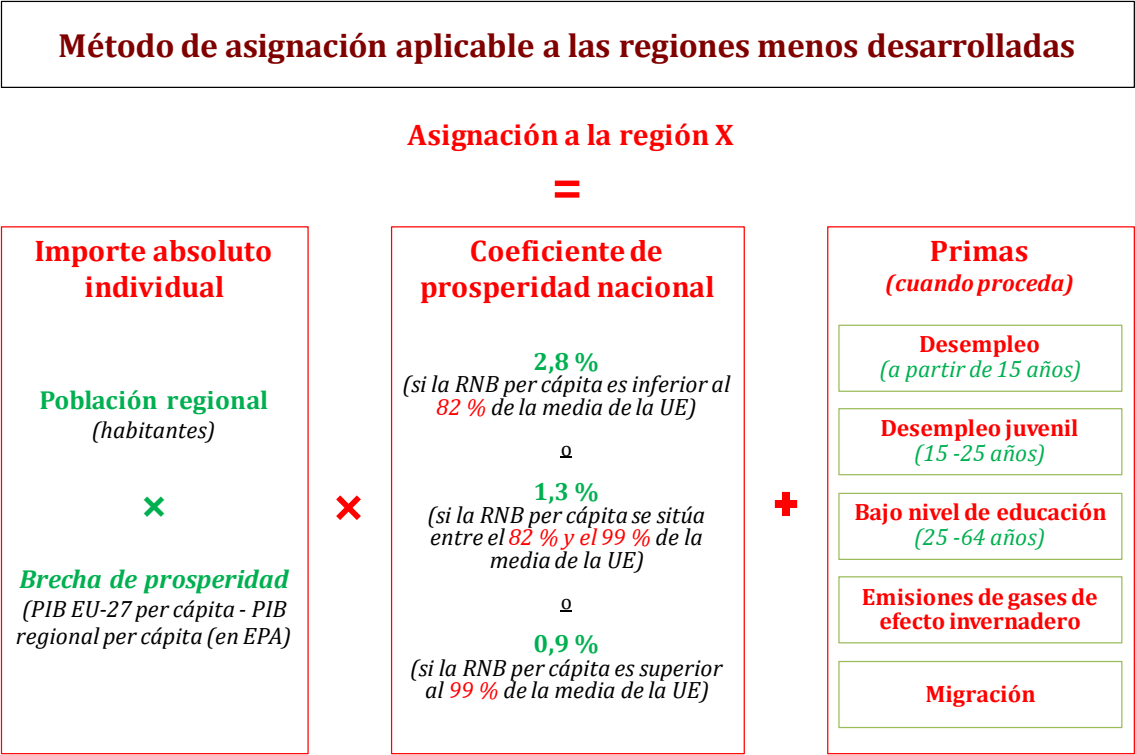 Método de asignación aplicable a las regiones menos desarrolladas
Asignación a la región X
=
Importe absoluto
individual
Población regional
(habitantes)
×
Brecha de prosperidad
(PIB EU-27 per cápita - PIB
regional per cápita (en EPA)
×
Coeficiente de
prosperidad nacional
2,8 %
(si la RNB per cápita es inferior al
82 % de la media de la UE)
o
1,3 %
(si la RNB per cápita se sitúa
entre el 82 % y el 99 % de la
media de la UE)
o
0,9 %
(si la RNB per cápita es superior
al 99 % de la media de la UE)
+
Primas
(cuando proceda)
Desempleo
(a partir de 15 años)
Desempleo juvenil
(15 -25 años)
Bajo nivel de educación
(25 -64 años)
Emisiones de gases de
efecto invernadero
Migración